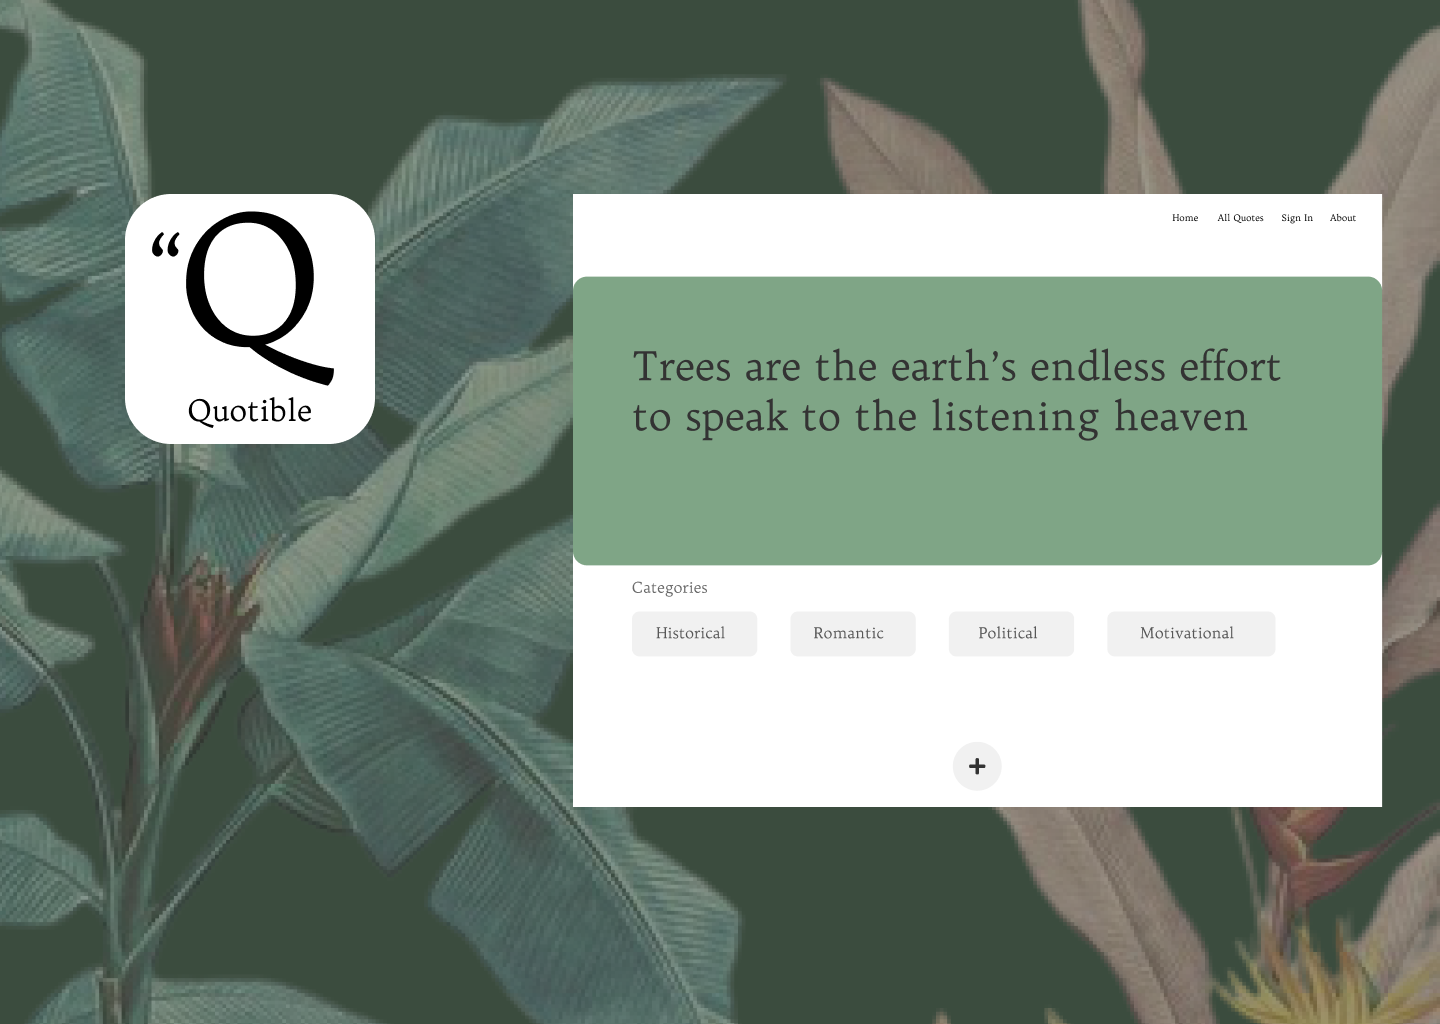 “Q
Quotible
Home All Quotes Sign In About
Trees are the earth’s endless effort
to speak to the listening heaven
Categories
Historical Romantic Political Motivational
+